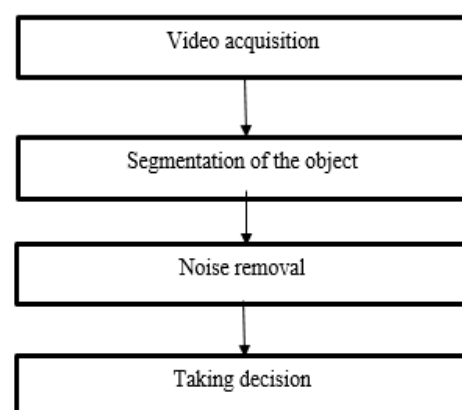 Video acquisition
Segmentation of the object
Noise removal
Taking decision